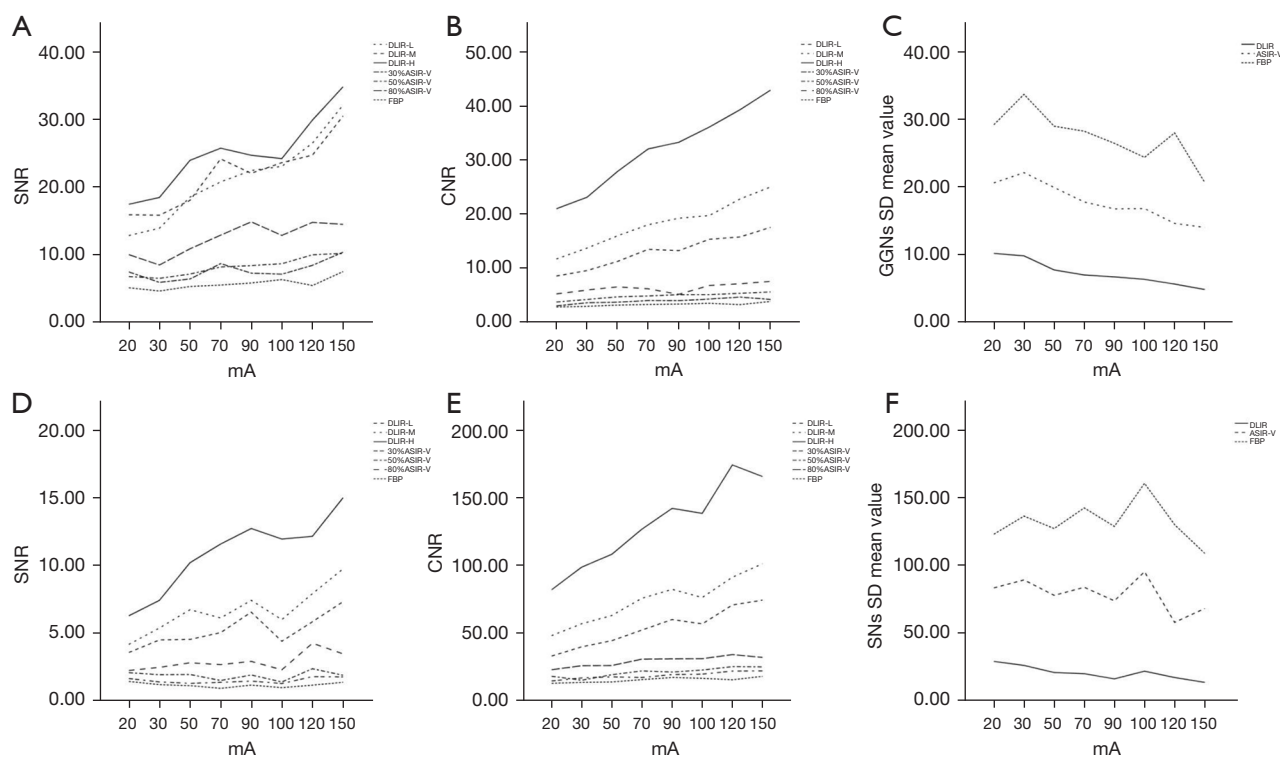 A
40.00
30.00
20.00
10.00
0.00
SNR
20 30 50 70 90 100 120 150
mA
DLIR-L
DLIR-M
DLIR-H
30%ASIR-V
50%ASIR-V
80%ASIR-V
FBP
B
50.00
40.00
30.00
20.00
10.00
0.00
CNR
20 30 50 70 90 100 120 150
mA
DLIR-L
DLIR-M
DLIR-H
30%ASIR-V
50%ASIR-V
80%ASIR-V
FBP
C
40.00
30.00
20.00
10.00
0.00
GGNs SD mean value
20 30 50 70 90 100 120 150
mA
DLIR
ASIR-V
FBP
D
20.00
15.00
10.00
5.00
0.00
SNR
20 30 50 70 90 100 120 150
mA
DLIR-L
DLIR-M
DLIR-H
30%ASIR-V
50%ASIR-V
80%ASIR-V
FBP
E
200.00
150.00
100.00
50.00
0.00
CNR
20 30 50 70 90 100 120 150
mA
DLIR-L
DLIR-M
DLIR-H
30%ASIR-V
50%ASIR-V
80%ASIR-V
FBP
F
200.00
150.00
100.00
50.00
0.00
SNs SD mean value
20 30 50 70 90 100 120 150
mA
DLIR
ASIR-V
FBP